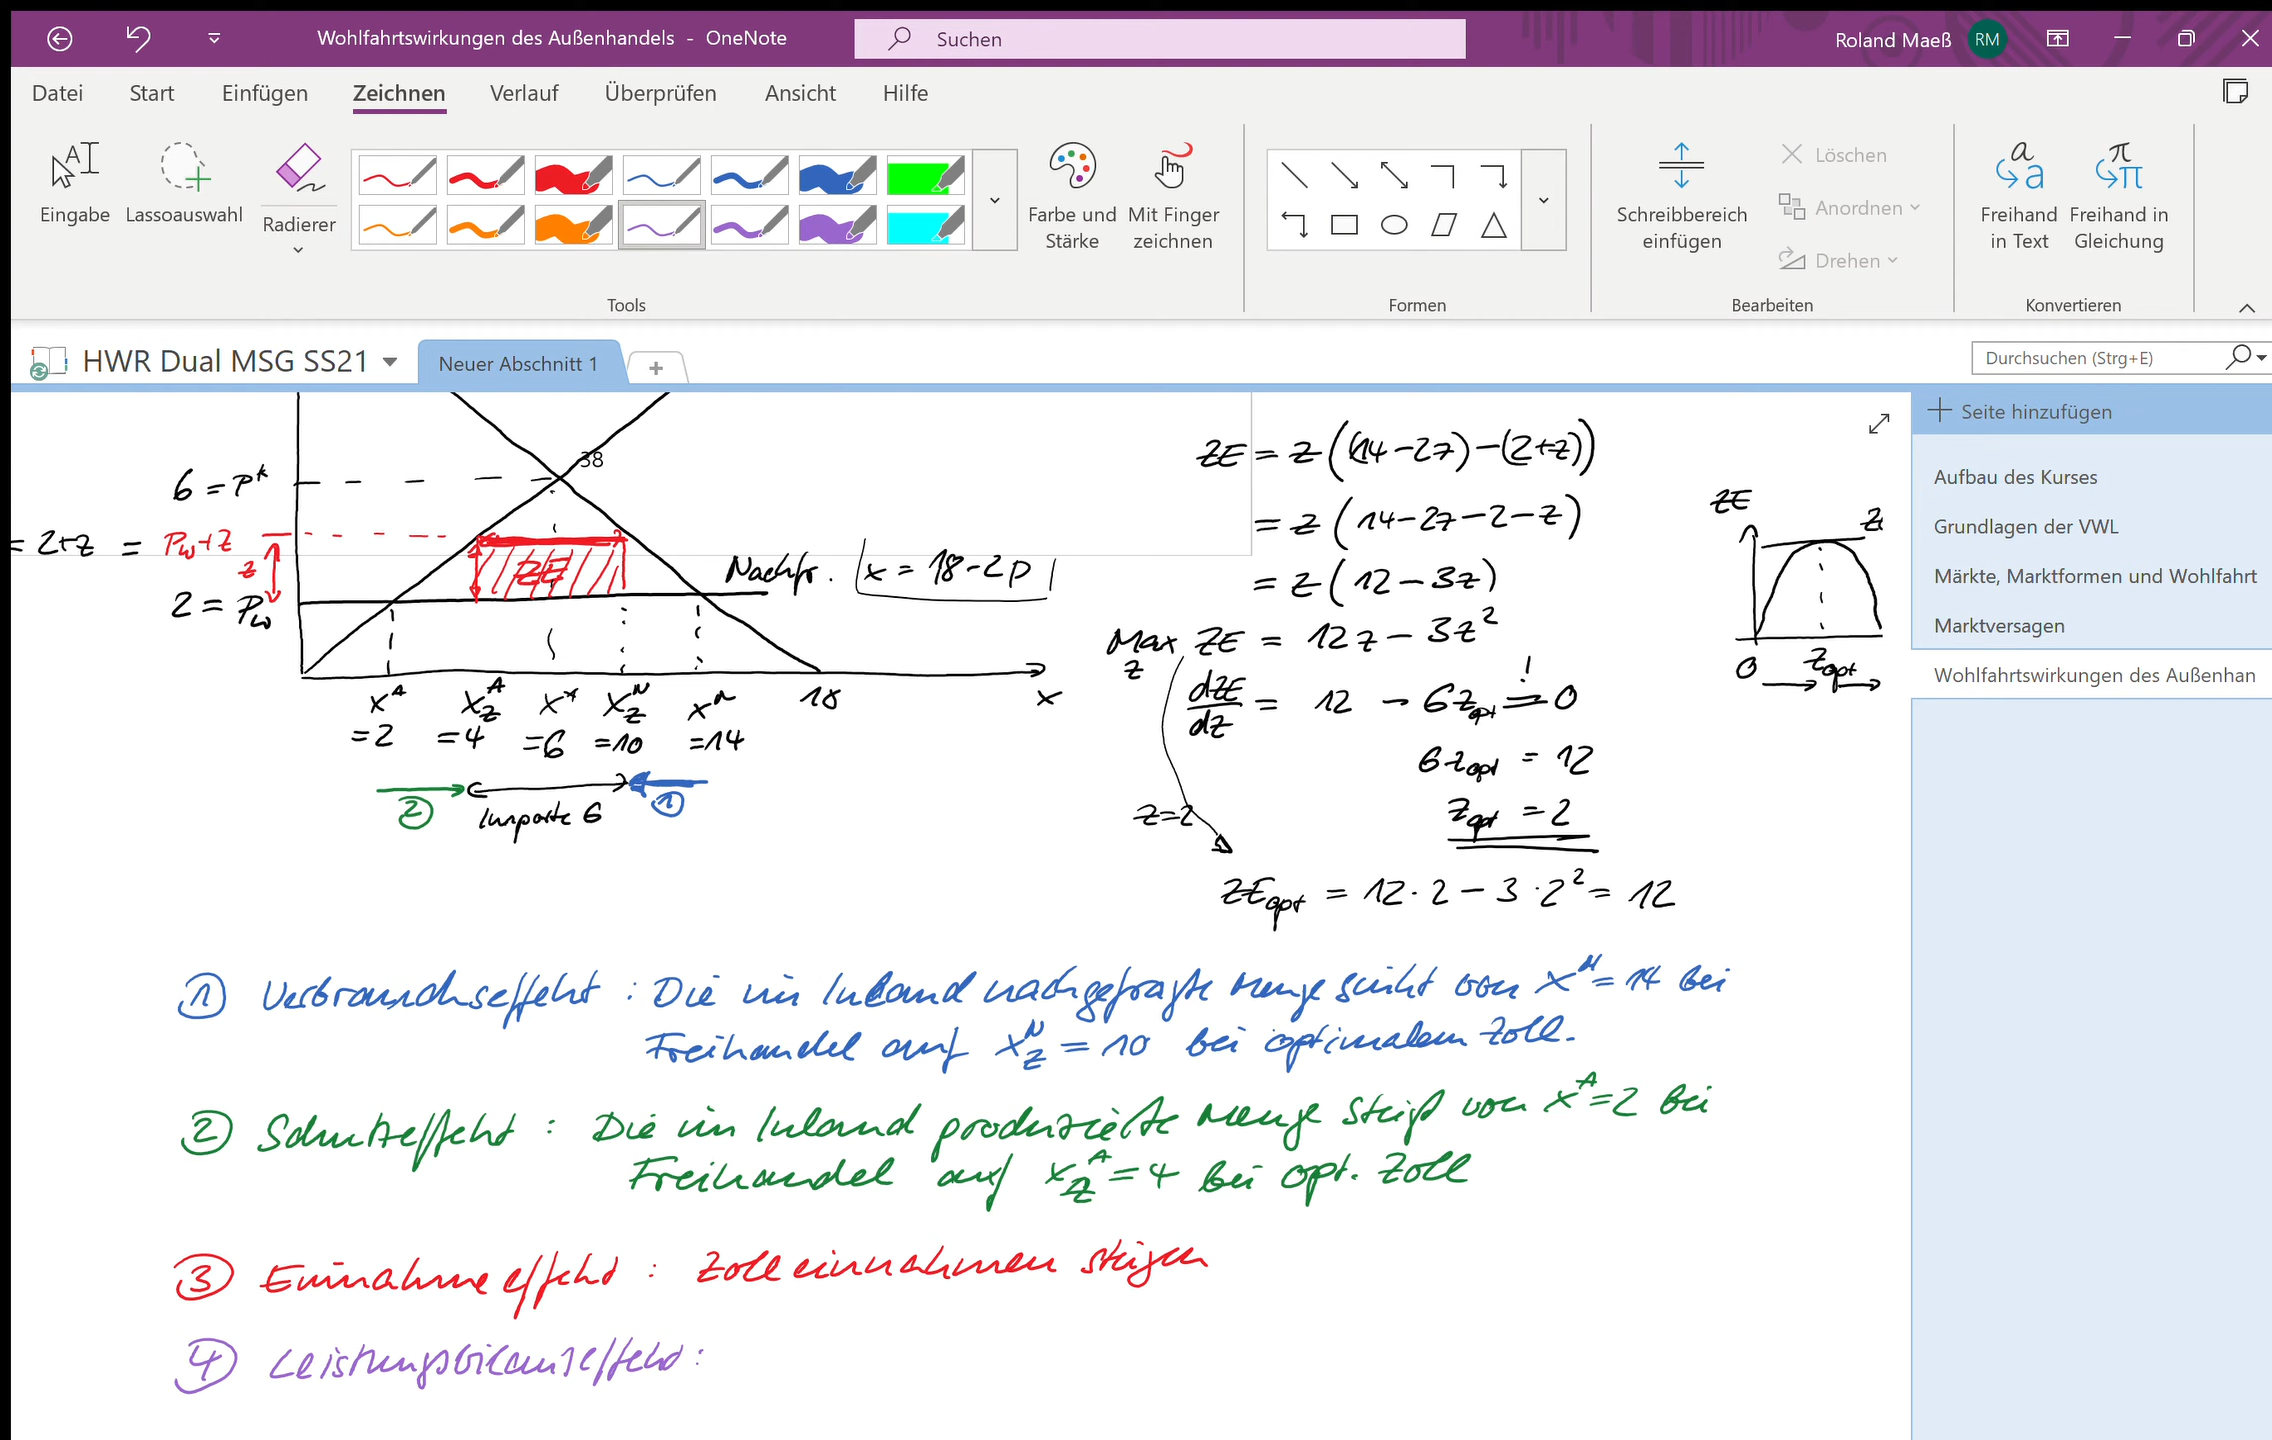 Wohlfahrtswirkungen des Außenhandels - OneNote
Suchen
Roland Maeß RM
Datei Start Einfügen Zeichnen Verlauf Überprüfen Ansicht Hilfe
Eingabe
Lassoauswahl
Radierer
Tools
Farbe und Stärke
Mit Finger zeichnen
Formen
Schreibbereich einfügen
Löschen
Anordnen
Drehen
Bearbeiten
Freihand in Text
Freihand in Gleichung
Konvertieren
HWR Dual MSG SS21
Neuer Abschnitt 1
Durchsuchen (Strg+E)
Seite hinzufügen
Aufbau des Kurses
Grundlagen der VWL
Märkte, Marktformen und Wohlfahrt
Marktversagen
Wohlfahrtswirkungen des Außenhan
38
6 = P*
= 2+z = Pw+z
z
2 = Pw
ZE
Nachfr. x = 18-2p
x^A x_z^A x* x_z^N x^N 18 x
=2 =4 =6 =10 =14
② Importe 6 ①
ZE = z((14-2z)-(2+z))
= z(14-2z-2-z)
= z(12-3z)
Max ZE = 12z - 3z²
z
dZE/dz = 12 - 6z_opt = 0
!
6z_opt = 12
z=2
z_opt = 2
ZE_opt = 12·2 - 3·2² = 12
ZE
z
0 z_opt
① Verbrauchseffekt : Die im Inland nachgefragte Menge sinkt von x^N = 14 bei
Freihandel auf x_z^N = 10 bei optimalem Zoll.
② Schutzeffekt : Die im Inland produzierte Menge steigt von x^A = 2 bei
Freihandel auf x_z^A = 4 bei opt. Zoll
③ Einnahmeeffekt : Zolleinnahmen steigen
④ Leistungsbilanzeffekt :